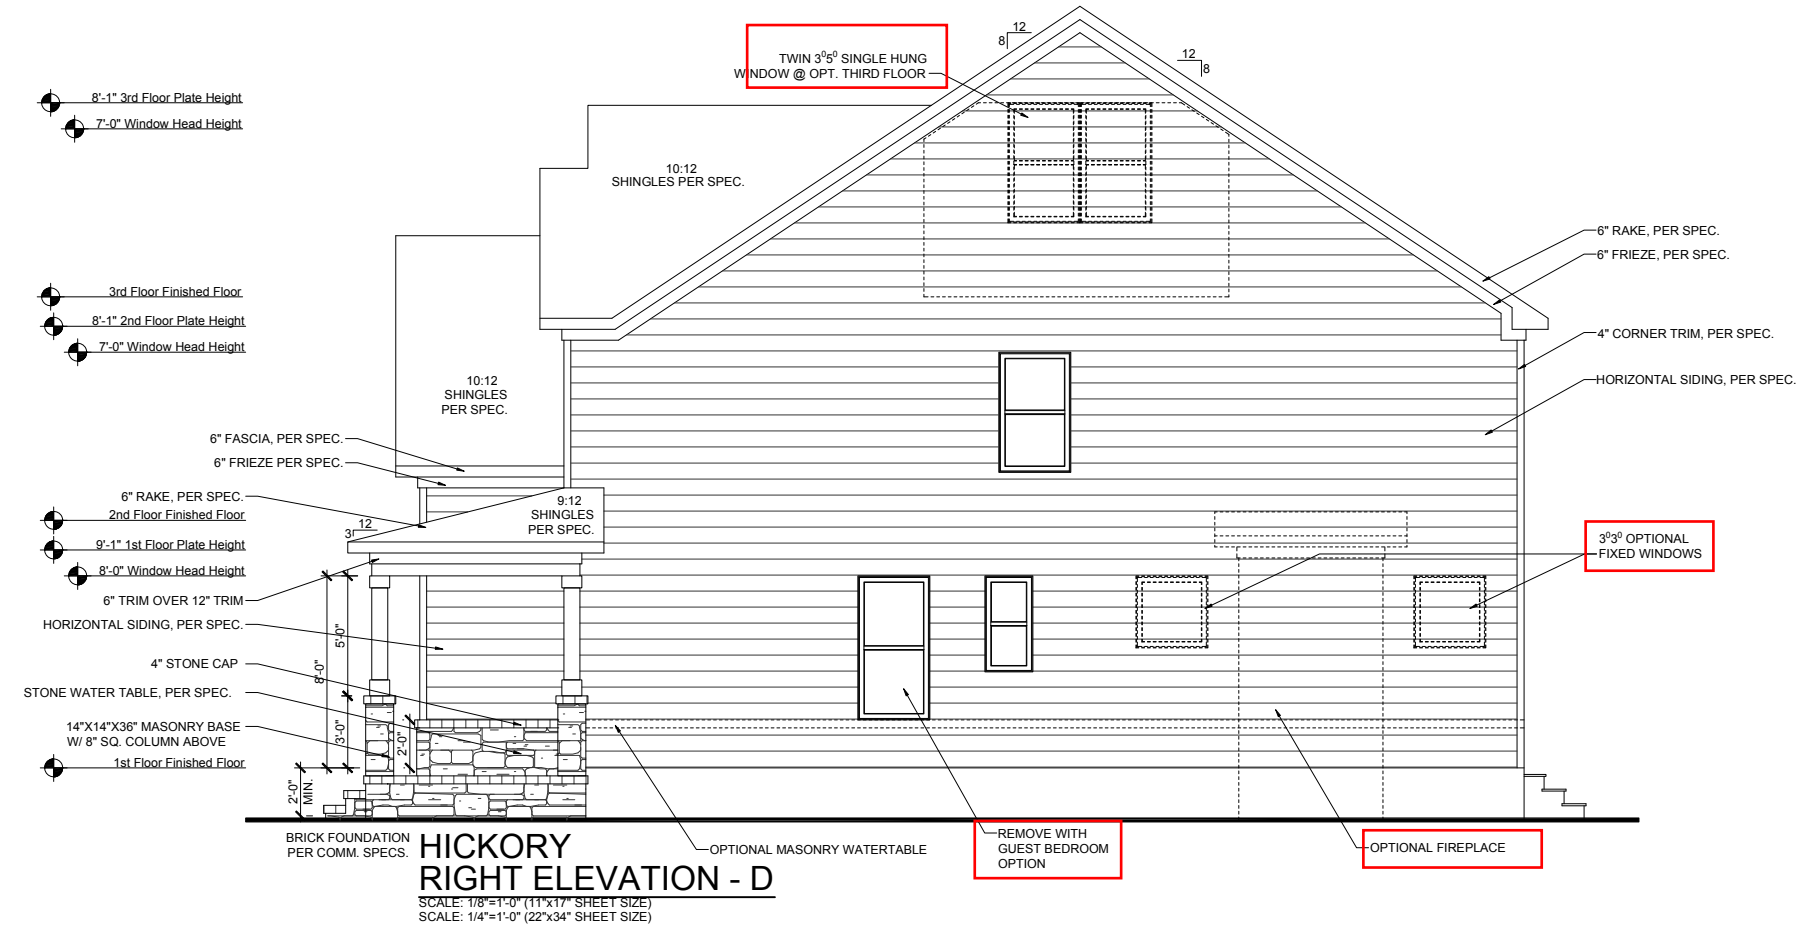 12
8
12
8
TWIN 3⁰5⁰ SINGLE HUNG
WINDOW @ OPT. THIRD FLOOR
8'-1" 3rd Floor Plate Height
7'-0" Window Head Height
10:12
SHINGLES PER SPEC.
6" RAKE, PER SPEC.
6" FRIEZE, PER SPEC.
3rd Floor Finished Floor
8'-1" 2nd Floor Plate Height
7'-0" Window Head Height
4" CORNER TRIM, PER SPEC.
HORIZONTAL SIDING, PER SPEC.
10:12
SHINGLES
PER SPEC.
6" FASCIA, PER SPEC.
6" FRIEZE PER SPEC.
6" RAKE, PER SPEC.
2nd Floor Finished Floor
9:12
SHINGLES
PER SPEC.
12
3
9'-1" 1st Floor Plate Height
8'-0" Window Head Height
3⁰3⁰ OPTIONAL
FIXED WINDOWS
6" TRIM OVER 12" TRIM
HORIZONTAL SIDING, PER SPEC.
5'-0"
8'-0"
4" STONE CAP
STONE WATER TABLE, PER SPEC.
14"X14"X36" MASONRY BASE
W/ 8" SQ. COLUMN ABOVE
3'-0"
2'-0"
1st Floor Finished Floor
2'-0"
MIN.
BRICK FOUNDATION
PER COMM. SPECS.
HICKORY
RIGHT ELEVATION - D
SCALE: 1/8"=1'-0" (11"x17" SHEET SIZE)
SCALE: 1/4"=1'-0" (22"x34" SHEET SIZE)
OPTIONAL MASONRY WATERTABLE
REMOVE WITH
GUEST BEDROOM
OPTION
OPTIONAL FIREPLACE